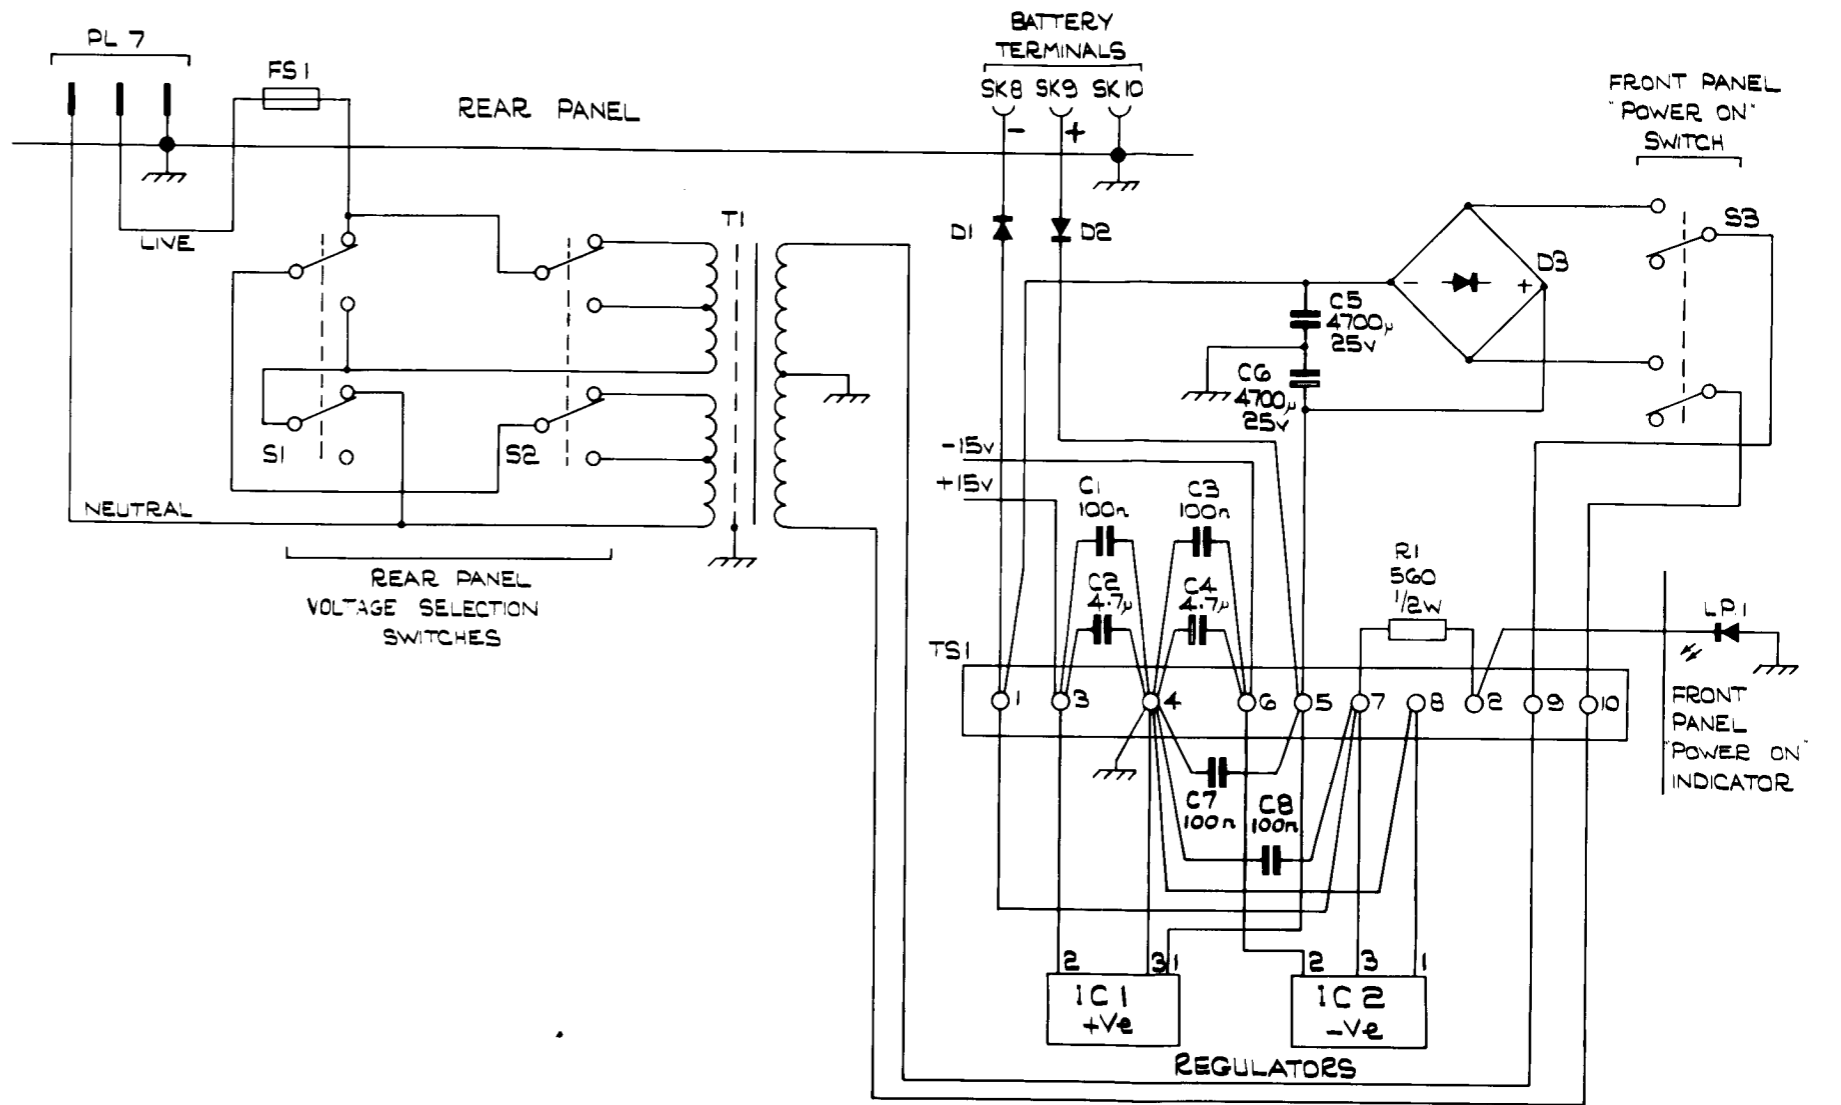 PL 7
FS1
REAR PANEL
BATTERY
TERMINALS
SK8 SK9 SK10
- +
FRONT PANEL
"POWER ON"
SWITCH
LIVE
T1
D1
D2
S3
D3
- +
C5
4700µ
25v
C6
4700µ
25v
S1
S2
-15v
+15v
NEUTRAL
C1
100n
C3
100n
C2
4.7µ
C4
4.7µ
R1
560
1/2W
LP.1
REAR PANEL
VOLTAGE SELECTION
SWITCHES
TS1
1 3 4 6 5 7 8 2 9 10
FRONT
PANEL
"POWER ON"
INDICATOR
C7
100n
C8
100n
2 3 1
IC1
+Ve
2 3 1
IC2
-Ve
REGULATORS